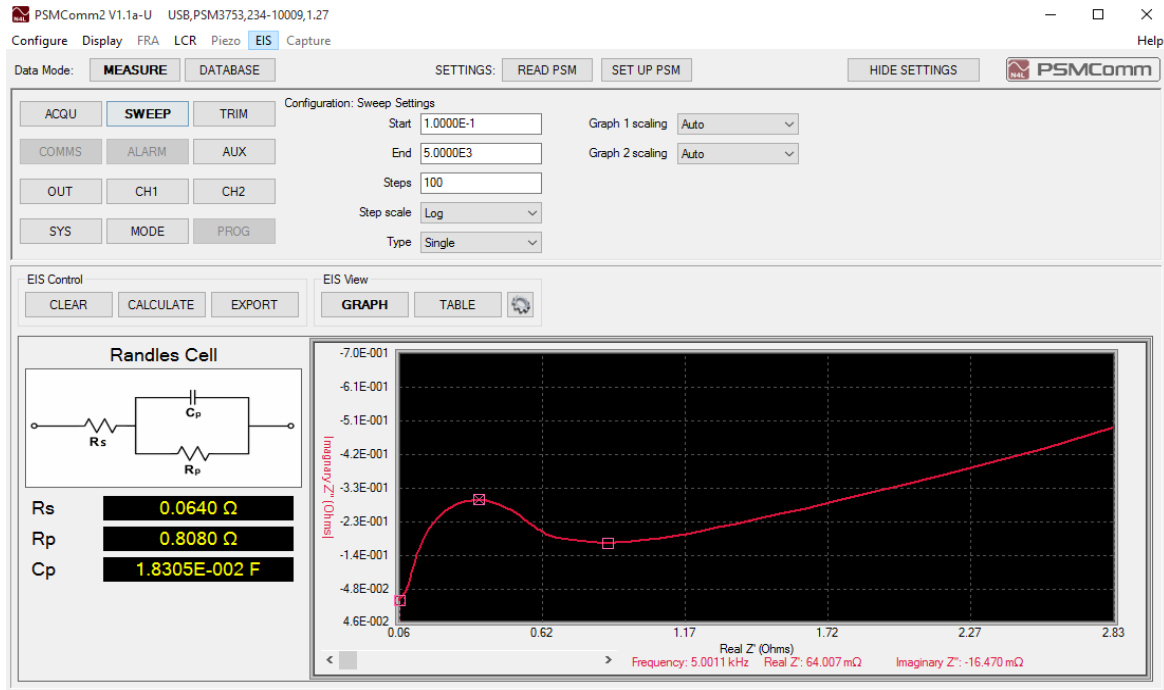 PSMComm2 V1.1a-U USB,PSM3753,234-10009,1.27
Configure Display FRA LCR Piezo EIS Capture Help
Data Mode: MEASURE DATABASE SETTINGS: READ PSM SET UP PSM HIDE SETTINGS N4L PSMComm
Configuration: Sweep Settings
ACQU SWEEP TRIM Start 1.0000E-1 Graph 1 scaling Auto
COMMS ALARM AUX End 5.0000E3 Graph 2 scaling Auto
OUT CH1 CH2 Steps 100
Step scale Log
SYS MODE PROG Type Single
EIS Control EIS View
CLEAR CALCULATE EXPORT GRAPH TABLE
Randles Cell
Cp
Rs
Rp
Rs 0.0640 Ω
Rp 0.8080 Ω
Cp 1.8305E-002 F
-7.0E-001
-6.1E-001
-5.1E-001
-4.2E-001
-3.3E-001
-2.3E-001
-1.4E-001
-4.8E-002
4.6E-002
Imagnary Z" (Ohms)
0.06 0.62 1.17 1.72 2.27 2.83
Real Z' (Ohms)
Frequency: 5.0011 kHz Real Z': 64.007 mΩ Imaginary Z": -16.470 mΩ